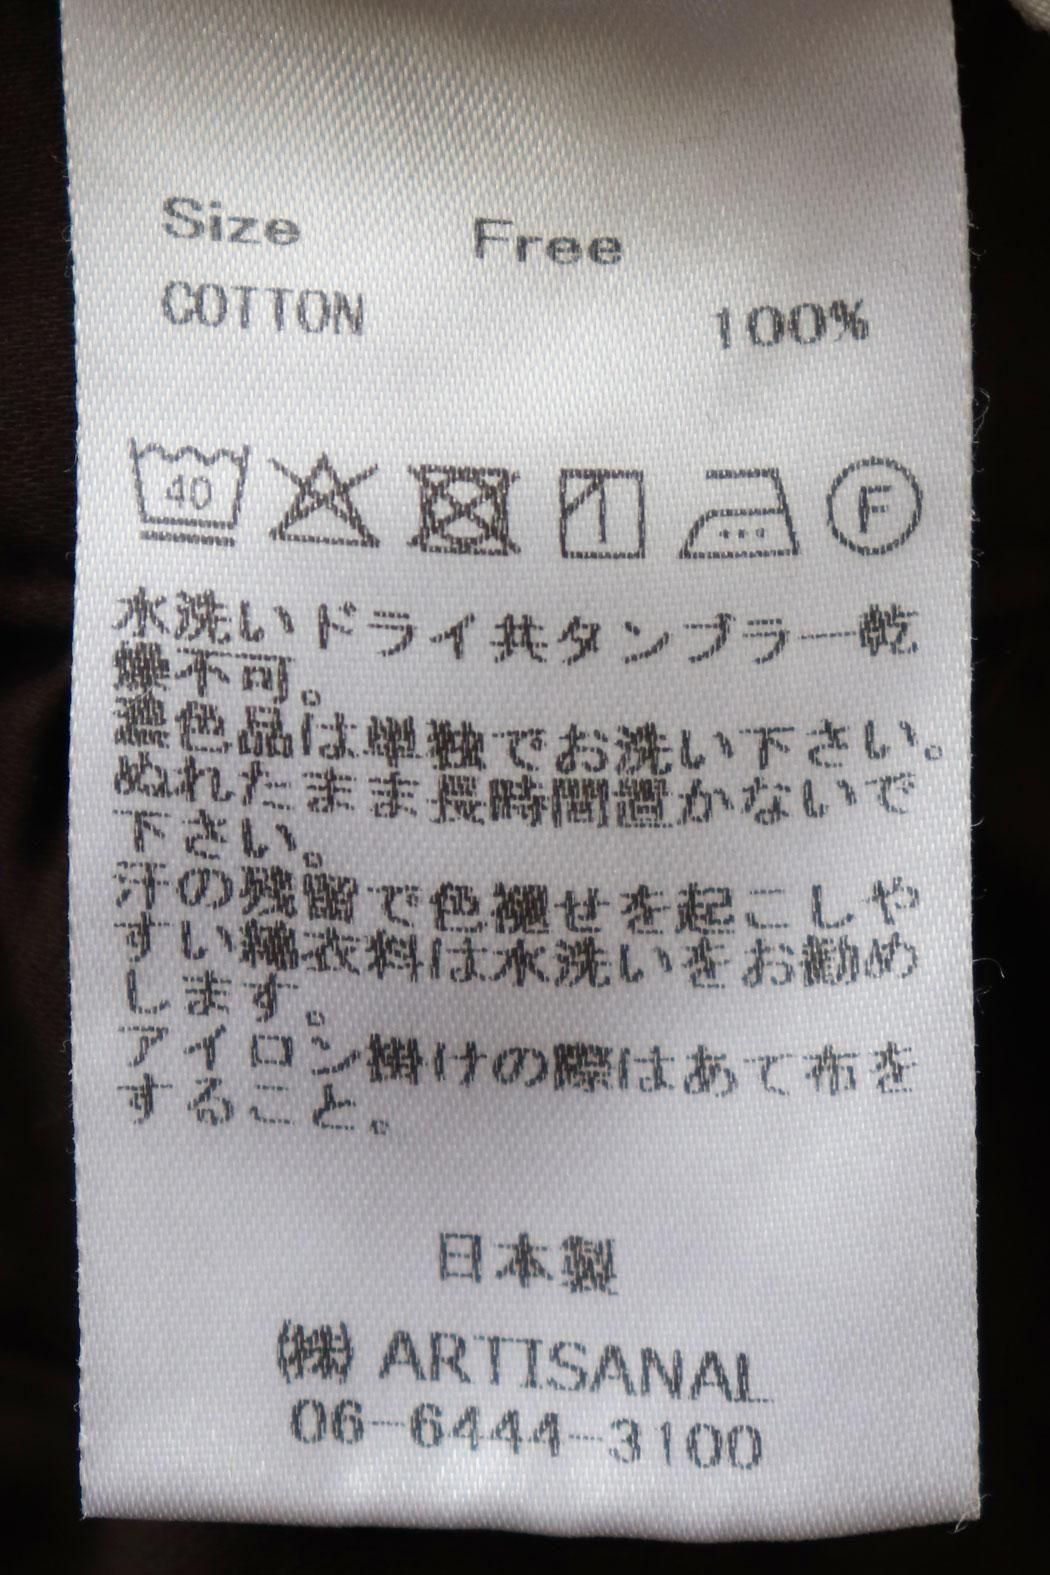 Size Free
COTTON 100%
40 F
水洗いドライ共タンブラー乾
燥不可。
濃色品は単独でお洗い下さい。
ぬれたまま長時間置かないで
下さい。
汗の残留で色褪せを起こしや
すい綿衣料は水洗いをお勧め
します。
アイロン掛けの際はあて布を
すること。
日本製
㈱ ARTISANAL
06-6444-3100